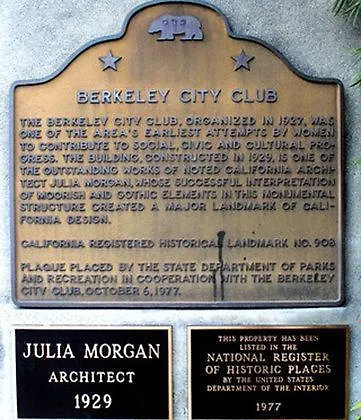 BERKELEY CITY CLUB
THE BERKELEY CITY CLUB, ORGANIZED IN 1927, WAS
ONE OF THE AREA'S EARLIEST ATTEMPTS BY WOMEN
TO CONTRIBUTE TO SOCIAL, CIVIC AND CULTURAL PRO-
GRESS. THE BUILDING, CONSTRUCTED IN 1929, IS ONE OF
THE OUTSTANDING WORKS OF NOTED CALIFORNIA ARCHI-
TECT JULIA MORGAN, WHOSE SUCCESSFUL INTERPRETATION
OF MOORISH AND GOTHIC ELEMENTS IN THIS MONUMENTAL
STRUCTURE CREATED A MAJOR LANDMARK OF CALI-
FORNIA DESIGN.
CALIFORNIA REGISTERED HISTORICAL LANDMARK NO. 908
PLAQUE PLACED BY THE STATE DEPARTMENT OF PARKS
AND RECREATION IN COOPERATION WITH THE BERKELEY
CITY CLUB, OCTOBER 6, 1977.
JULIA MORGAN
ARCHITECT
1929
THIS PROPERTY HAS BEEN
LISTED IN THE
NATIONAL REGISTER
OF HISTORIC PLACES
BY THE UNITED STATES
DEPARTMENT OF THE INTERIOR
1977